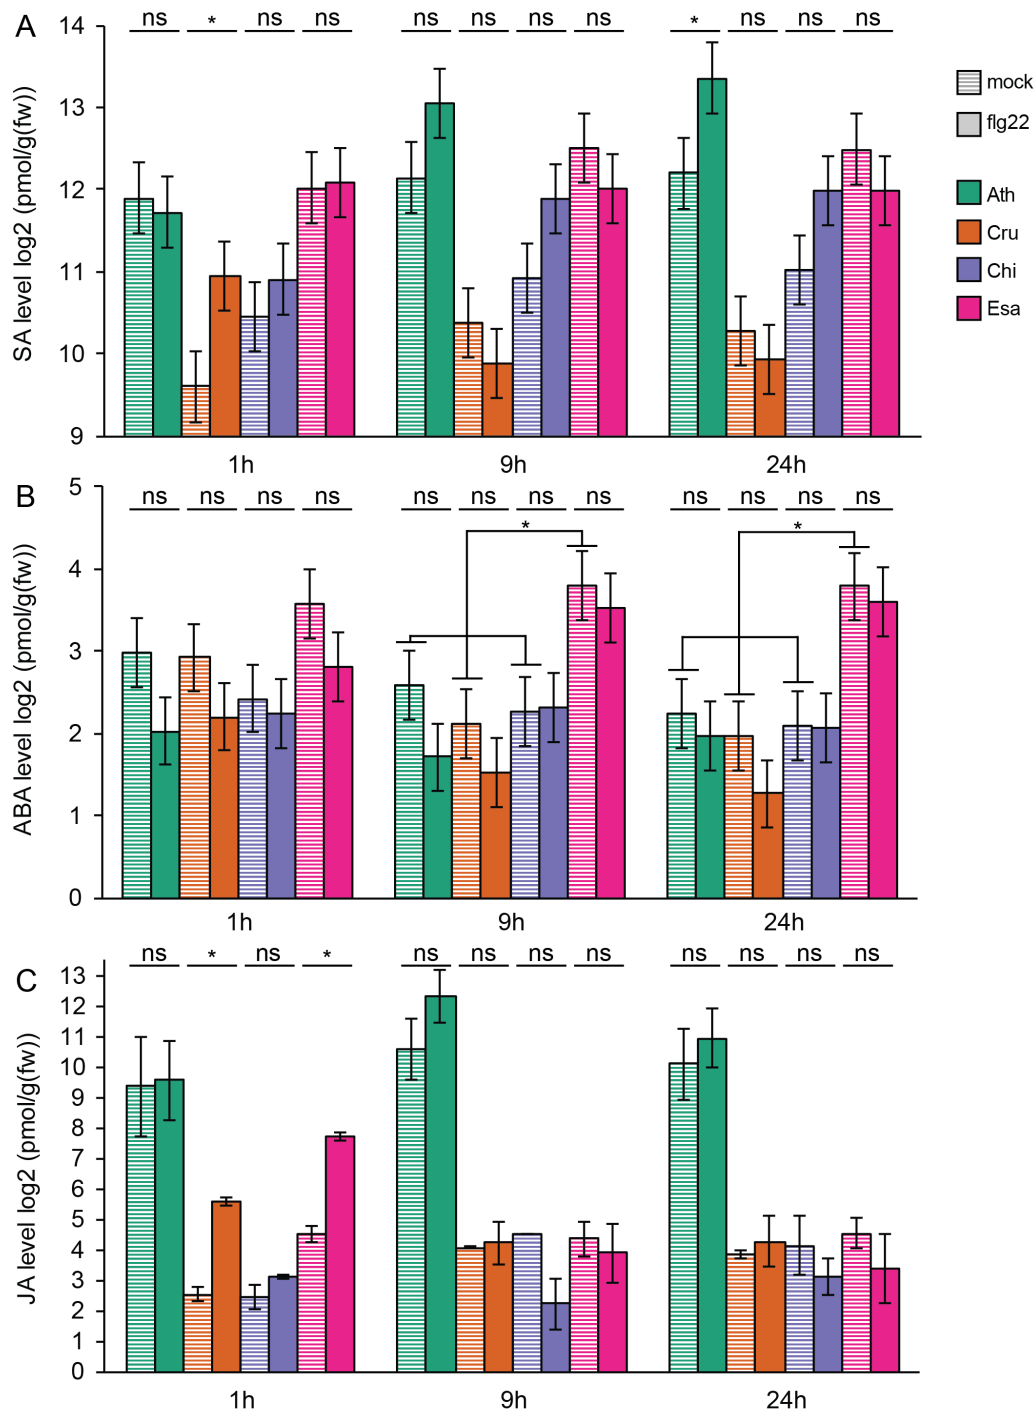 A
SA level log2 (pmol/g(fw))
ns * ns ns ns ns ns ns * ns ns ns
14
13
12
11
10
9
1h 9h 24h
mock
flg22
Ath
Cru
Chi
Esa
B
ABA level log2 (pmol/g(fw))
ns ns ns ns ns ns ns ns ns ns ns ns
* *
5
4
3
2
1
0
1h 9h 24h
C
JA level log2 (pmol/g(fw))
ns * ns * ns ns ns ns ns ns ns ns
13
12
11
10
9
8
7
6
5
4
3
2
1
0
1h 9h 24h